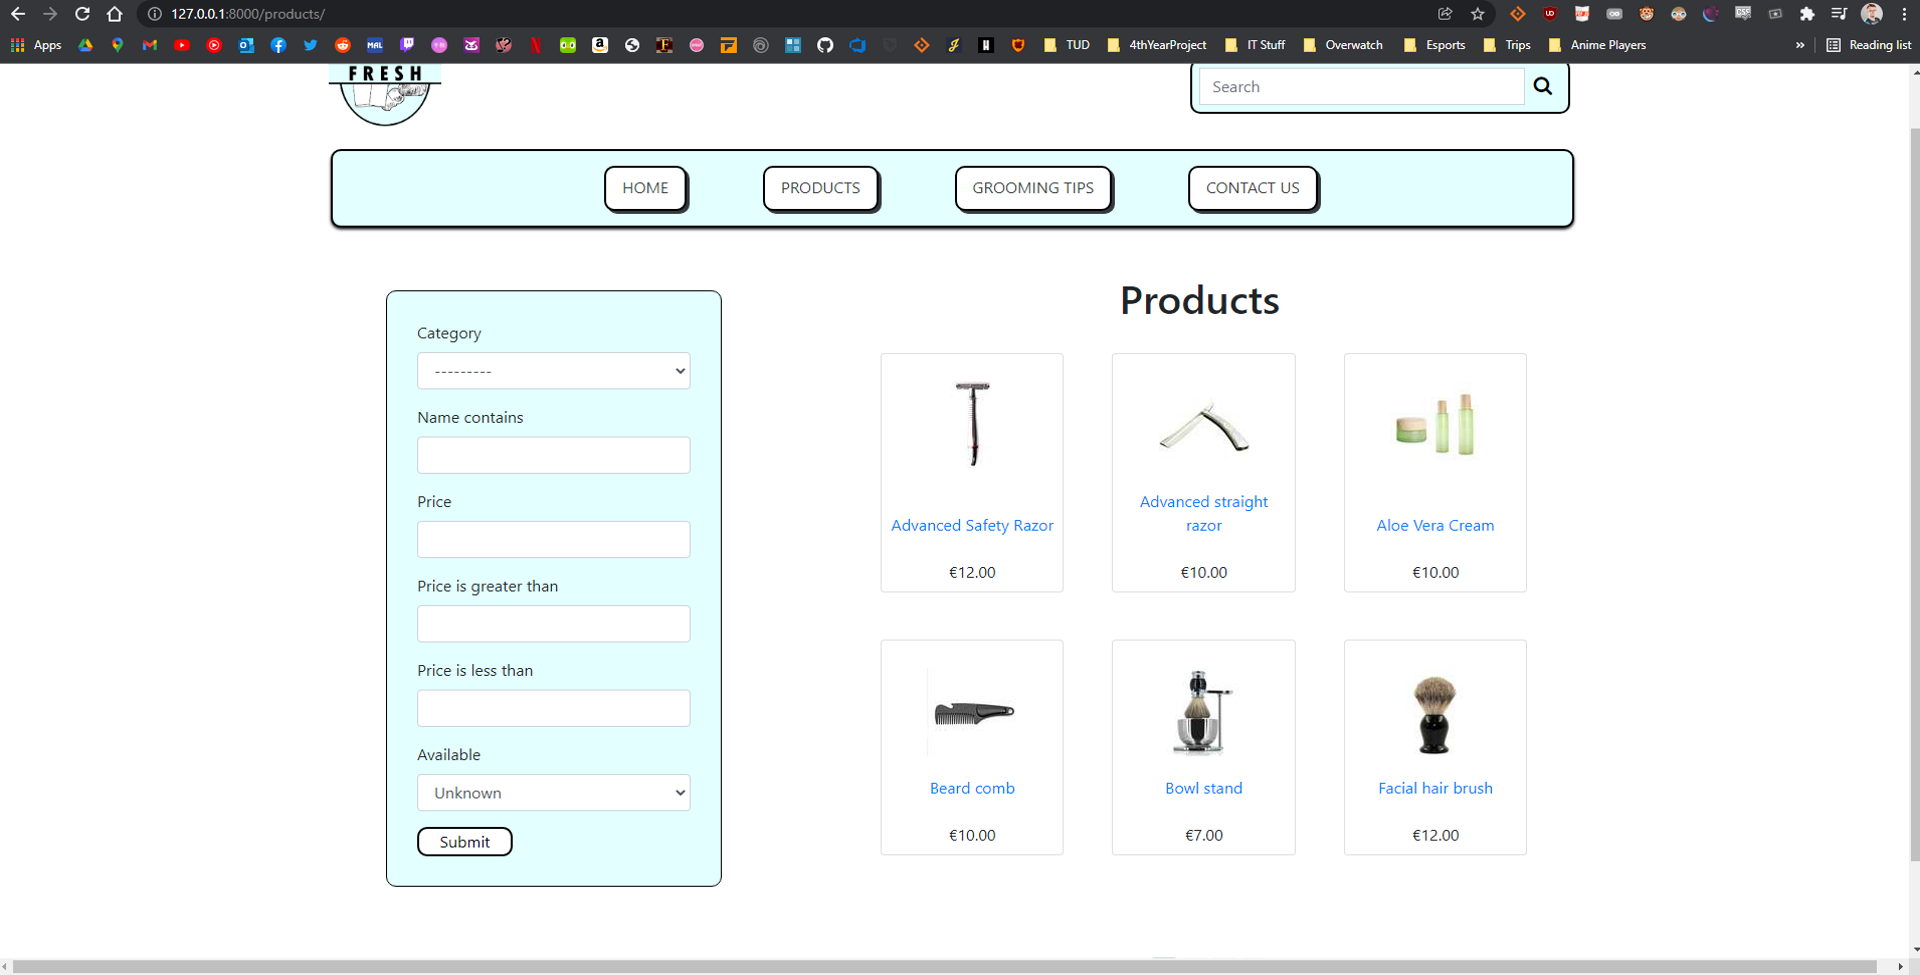 127.0.0.1:8000/products/
Apps
TUD
4thYearProject
IT Stuff
Overwatch
Esports
Trips
Anime Players
»
Reading list
FRESH
Search
HOME
PRODUCTS
GROOMING TIPS
CONTACT US
Category
---------
Name contains
Price
Price is greater than
Price is less than
Available
Unknown
Submit
Products
Advanced Safety Razor
€12.00
Advanced straight
razor
€10.00
Aloe Vera Cream
€10.00
Beard comb
€10.00
Bowl stand
€7.00
Facial hair brush
€12.00